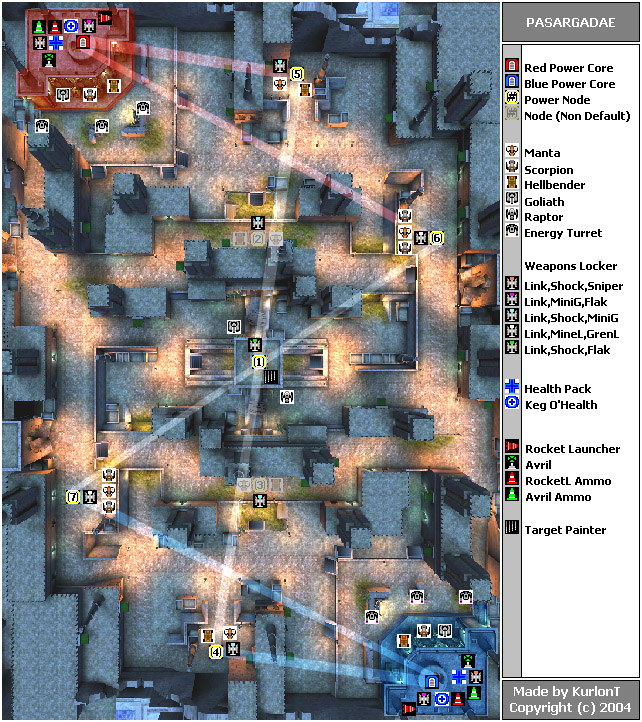 PASARGADAE
Red Power Core
Blue Power Core
Power Node
Node (Non Default)
Manta
Scorpion
Hellbender
Goliath
Raptor
Energy Turret
Weapons Locker
Link,Shock,Sniper
Link,MiniG,Flak
Link,Shock,MiniG
Link,MineL,GrenL
Link,Shock,Flak
Health Pack
Keg O'Health
Rocket Launcher
Avril
RocketL Ammo
Avril Ammo
Target Painter
Made by KurlonT
Copyright (c) 2004
5
6
2
1
3
7
4